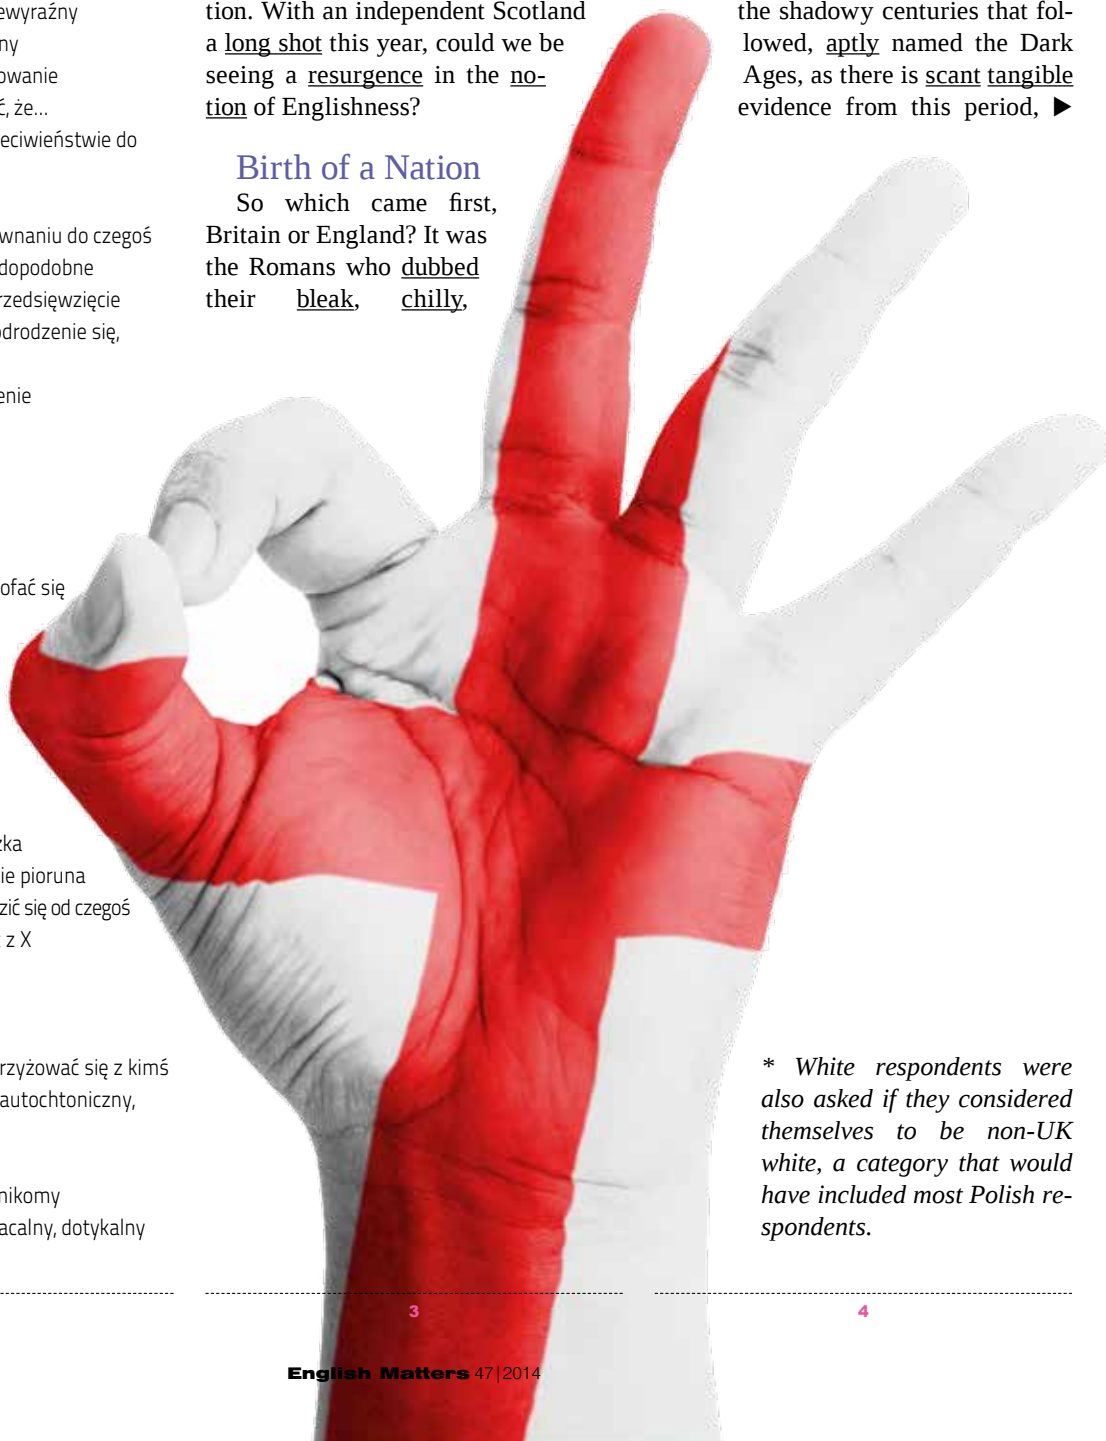 ewyraźny
ny
owanie
ć, że...
eciwieństwie do
wnaniu do czegoś
dopodobne
rzedsięwzięcie
odrodzenie się,
enie
ofać się
zka
ie pioruna
zić się od czegoś
z X
rzyżować się z kimś
autochtoniczny,
nikomy
acalny, dotykalny
tion. With an independent Scotland
a long shot this year, could we be
seeing a resurgence in the no-
tion of Englishness?
Birth of a Nation
So which came first,
Britain or England? It was
the Romans who dubbed
their bleak, chilly,
the shadowy centuries that fol-
lowed, aptly named the Dark
Ages, as there is scant tangible
evidence from this period, ▶
* White respondents were
also asked if they considered
themselves to be non-UK
white, a category that would
have included most Polish re-
spondents.
3
4
English Matters 47|2014